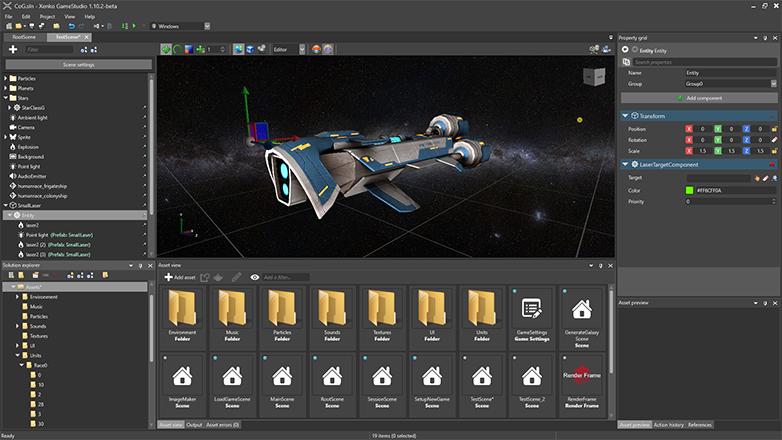 CoG.sln - Xenko GameStudio 1.10.2-beta
File Edit Project View Help
Windows
RootScene TestScene*
Filter
Scene settings
Particles
Planets
Stars
StarClassG
Ambient light
Camera
Sprite
Explosion
Background
Point light
AudioEmitter
humanrace_frigateship
humanrace_colonyship
SmallLaser
Entity
laser2
Point light (Prefab: SmallLaser)
laser2 (2) (Prefab: SmallLaser)
laser2 (3) (Prefab: SmallLaser)
Editor
Property grid
Entity Entity
Search properties
Name Entity
Group Group0
Add component
Transform
Position X 0 Y 0 Z 0
Rotation X 0 Y 0 Z 0
Scale X 1.5 Y 1.5 Z 1.5
LaserTargetComponent
Target
Color #FF6CFF0A
Priority 0
Solution explorer
Assets*
Environment
Music
Particles
Sounds
Textures
UI
Units
Race0
0
10
2
28
3
30
Asset view
Add asset
Add a filter...
Environment
Folder
Music
Folder
Particles
Folder
Sounds
Folder
Textures
Folder
UI
Folder
Units
Folder
GameSettings
Game Settings
GenerateGalaxy
Scene
Scene
ImageMaker
Scene
LoadGameScene
Scene
MainScene
Scene
RootScene
Scene
SessionScene
Scene
SetupNewGame
Scene
TestScene*
Scene
TestScene_2
Scene
Render Frame
RenderFrame
Render Frame
Asset view Output Asset errors (0)
Asset preview
Asset preview Action history References
Ready
19 items (0 selected)